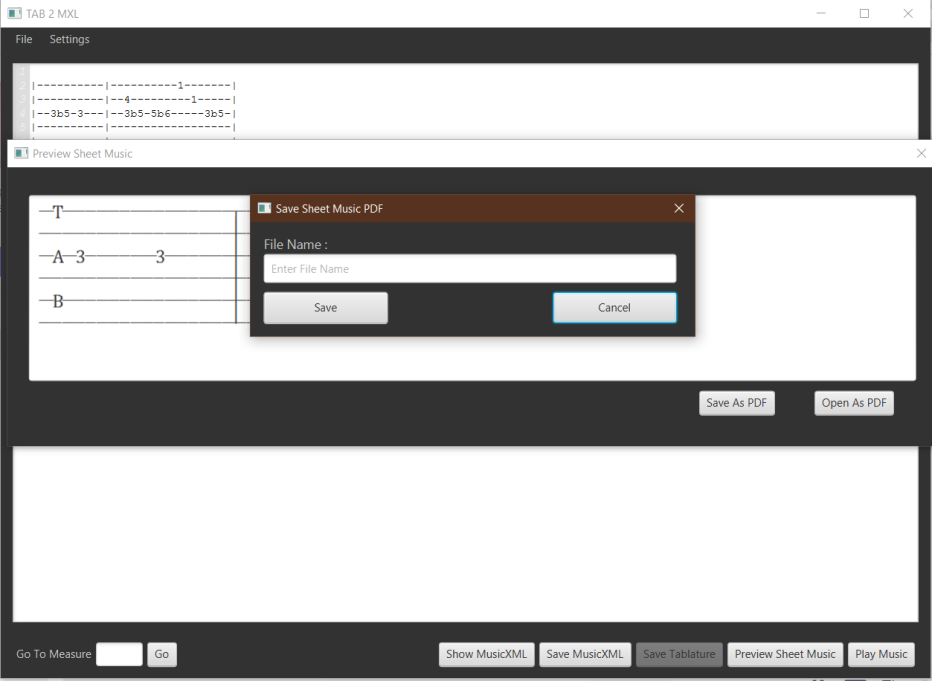 TAB 2 MXL
File Settings
|----------|----------1-------|
|----------|--4---------1-----|
|--3b5-3---|--3b5-5b6-----3b5-|
|----------|------------------|
Preview Sheet Music
T
A 3 3
B
Save Sheet Music PDF
File Name :
Enter File Name
Save Cancel
Save As PDF Open As PDF
Go To Measure Go Show MusicXML Save MusicXML Save Tablature Preview Sheet Music Play Music